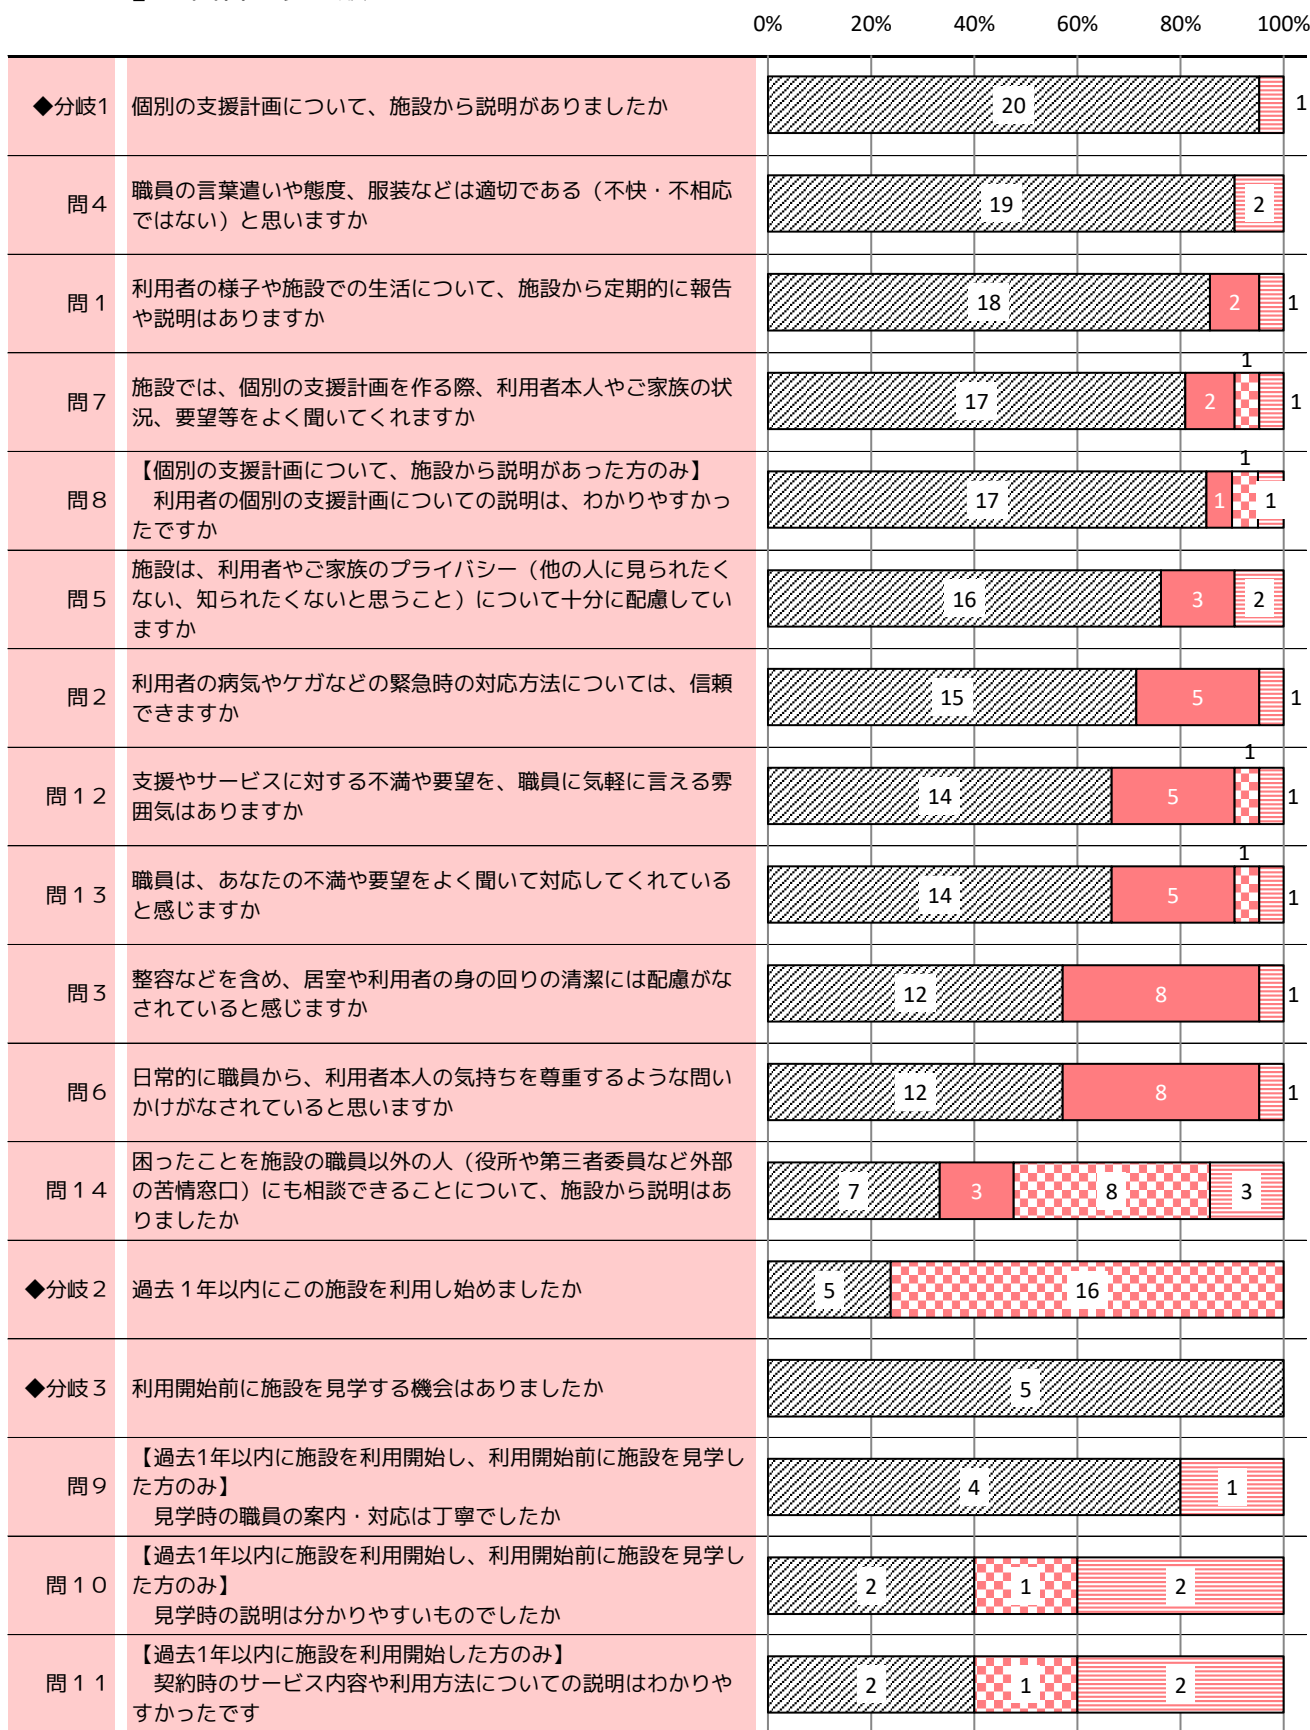 0% 20% 40% 60% 80% 100%
◆分岐1 個別の支援計画について、施設から説明がありましたか 20 1
問４ 職員の言葉遣いや態度、服装などは適切である（不快・不相応
ではない）と思いますか 19 2
問１ 利用者の様子や施設での生活について、施設から定期的に報告
や説明はありますか 18 2 1
問７ 施設では、個別の支援計画を作る際、利用者本人やご家族の状
況、要望等をよく聞いてくれますか 17 2 1 1
【個別の支援計画について、施設から説明があった方のみ】
問８ 利用者の個別の支援計画についての説明は、わかりやすかっ
たですか 17 1 1 1
施設は、利用者やご家族のプライバシー（他の人に見られたく
問５ ない、知られたくないと思うこと）について十分に配慮してい
ますか 16 3 2
問２ 利用者の病気やケガなどの緊急時の対応方法については、信頼
できますか 15 5 1
問１２ 支援やサービスに対する不満や要望を、職員に気軽に言える雰
囲気はありますか 14 5 1 1
問１３ 職員は、あなたの不満や要望をよく聞いて対応してくれている
と感じますか 14 5 1 1
問３ 整容などを含め、居室や利用者の身の回りの清潔には配慮がな
されていると感じますか 12 8 1
問６ 日常的に職員から、利用者本人の気持ちを尊重するような問い
かけがなされていると思いますか 12 8 1
困ったことを施設の職員以外の人（役所や第三者委員など外部
問１４ の苦情窓口）にも相談できることについて、施設から説明はあ
りましたか 7 3 8 3
◆分岐２ 過去１年以内にこの施設を利用し始めましたか 5 16
◆分岐３ 利用開始前に施設を見学する機会はありましたか 5
【過去1年以内に施設を利用開始し、利用開始前に施設を見学し
問９ た方のみ】
見学時の職員の案内・対応は丁寧でしたか 4 1
【過去1年以内に施設を利用開始し、利用開始前に施設を見学し
問１０ た方のみ】
見学時の説明は分かりやすいものでしたか 2 1 2
【過去1年以内に施設を利用開始した方のみ】
問１１ 契約時のサービス内容や利用方法についての説明はわかりや
すかったです 2 1 2